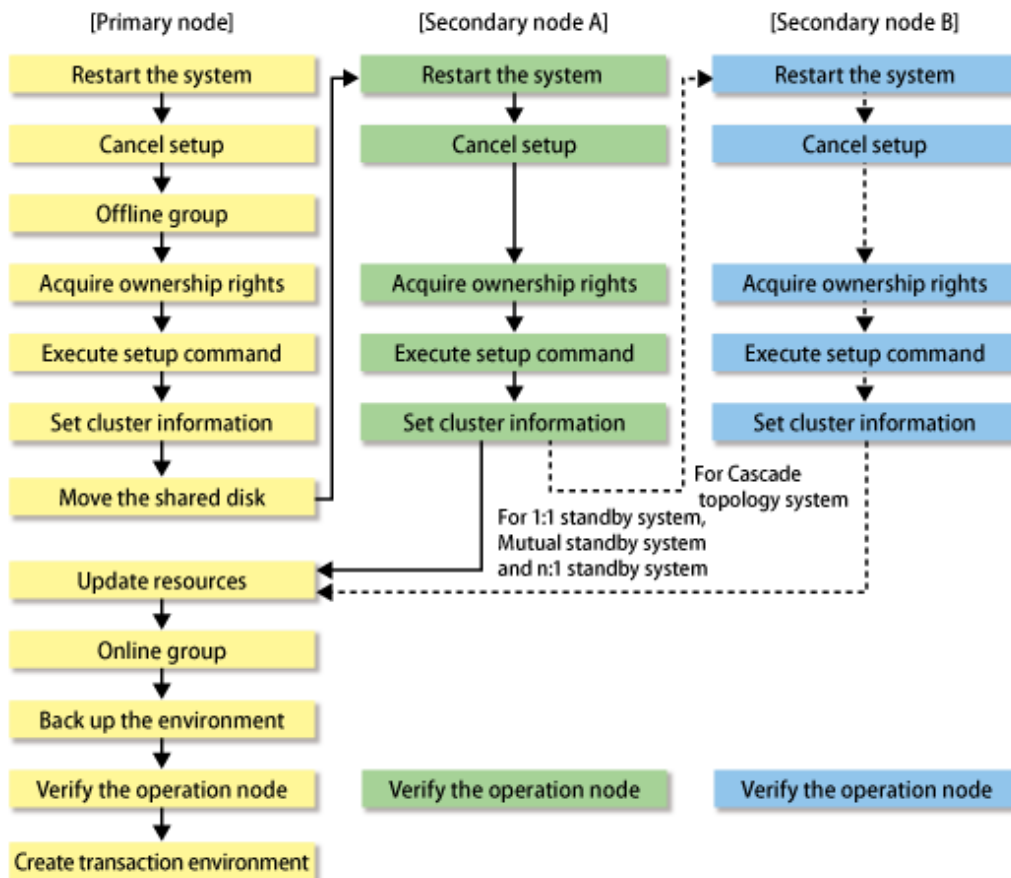 [Primary node]
[Secondary node A]
[Secondary node B]
Restart the system
Restart the system
Restart the system
Cancel setup
Cancel setup
Cancel setup
Offline group
Acquire ownership rights
Acquire ownership rights
Acquire ownership rights
Execute setup command
Execute setup command
Execute setup command
Set cluster information
Set cluster information
Set cluster information
For Cascade
topology system
Move the shared disk
For 1:1 standby system,
Mutual standby system
and n:1 standby system
Update resources
Online group
Back up the environment
Verify the operation node
Verify the operation node
Verify the operation node
Create transaction environment